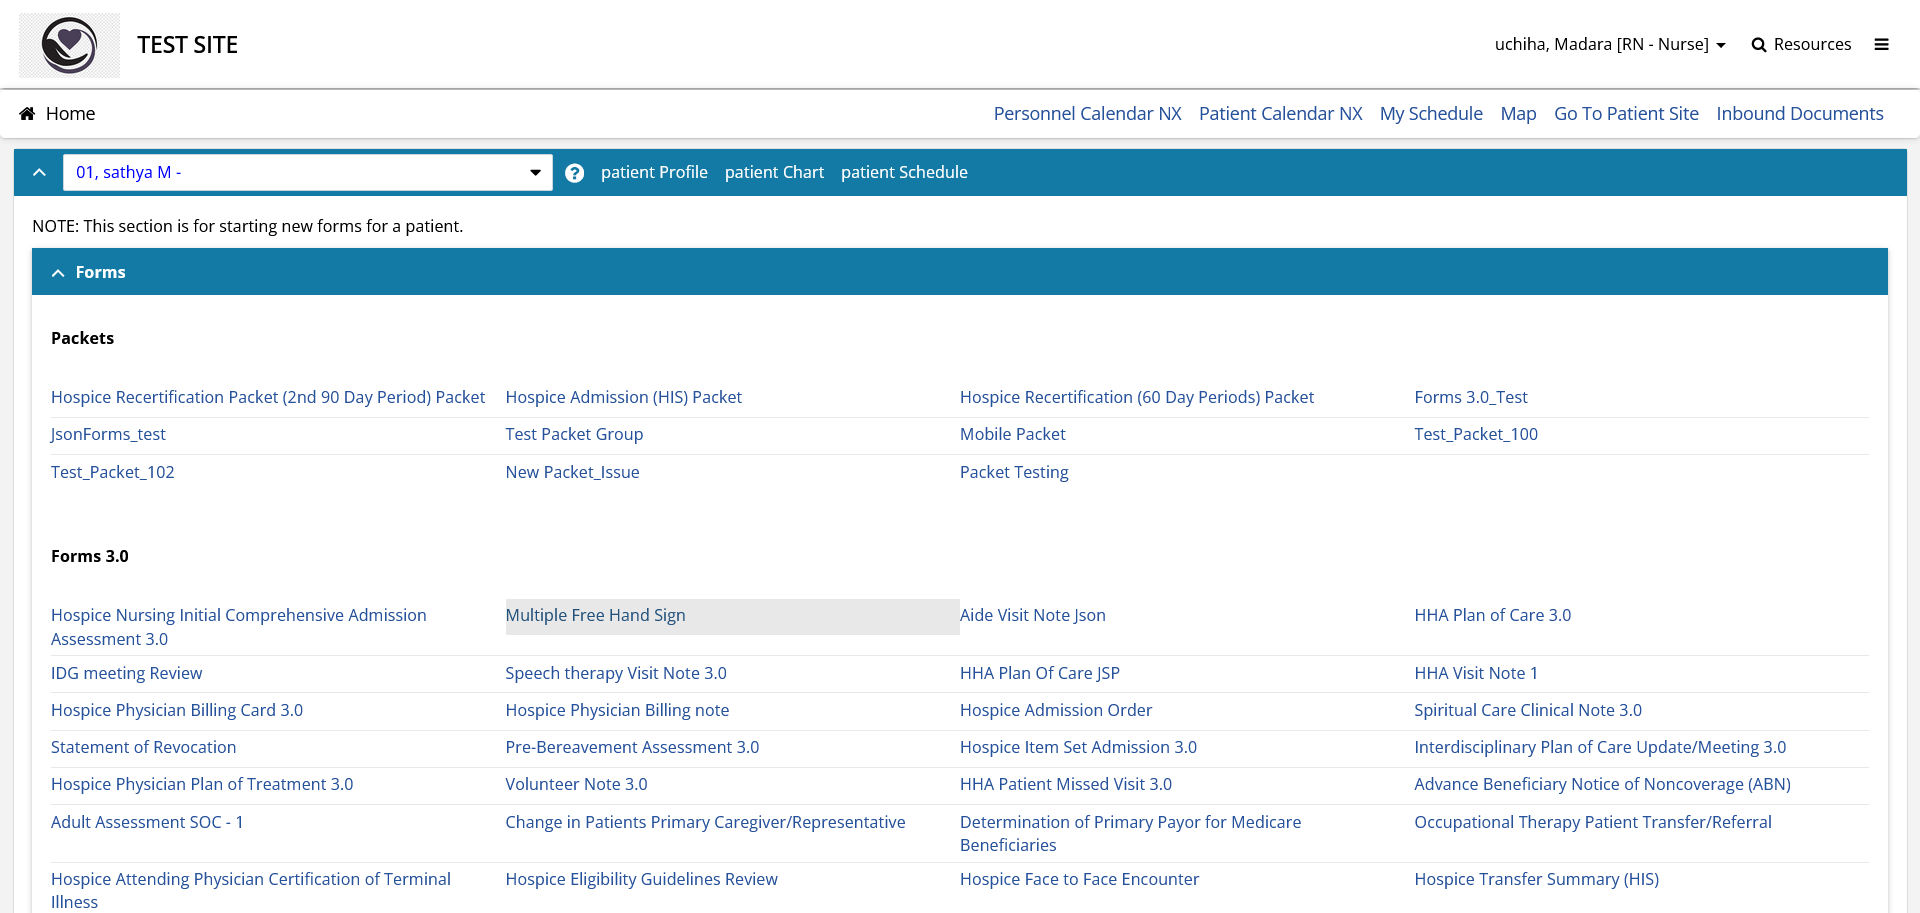 TEST SITE
uchiha, Madara [RN - Nurse]
Resources
Home
Personnel Calendar NX
Patient Calendar NX
My Schedule
Map
Go To Patient Site
Inbound Documents
01, sathya M -
patient Profile
patient Chart
patient Schedule
NOTE: This section is for starting new forms for a patient.
Forms
Packets
Hospice Recertification Packet (2nd 90 Day Period) Packet
Hospice Admission (HIS) Packet
Hospice Recertification (60 Day Periods) Packet
Forms 3.0_Test
JsonForms_test
Test Packet Group
Mobile Packet
Test_Packet_100
Test_Packet_102
New Packet_Issue
Packet Testing
Forms 3.0
Hospice Nursing Initial Comprehensive Admission
Assessment 3.0
Multiple Free Hand Sign
Aide Visit Note Json
HHA Plan of Care 3.0
IDG meeting Review
Speech therapy Visit Note 3.0
HHA Plan Of Care JSP
HHA Visit Note 1
Hospice Physician Billing Card 3.0
Hospice Physician Billing note
Hospice Admission Order
Spiritual Care Clinical Note 3.0
Statement of Revocation
Pre-Bereavement Assessment 3.0
Hospice Item Set Admission 3.0
Interdisciplinary Plan of Care Update/Meeting 3.0
Hospice Physician Plan of Treatment 3.0
Volunteer Note 3.0
HHA Patient Missed Visit 3.0
Advance Beneficiary Notice of Noncoverage (ABN)
Adult Assessment SOC - 1
Change in Patients Primary Caregiver/Representative
Determination of Primary Payor for Medicare
Beneficiaries
Occupational Therapy Patient Transfer/Referral
Hospice Attending Physician Certification of Terminal
Illness
Hospice Eligibility Guidelines Review
Hospice Face to Face Encounter
Hospice Transfer Summary (HIS)